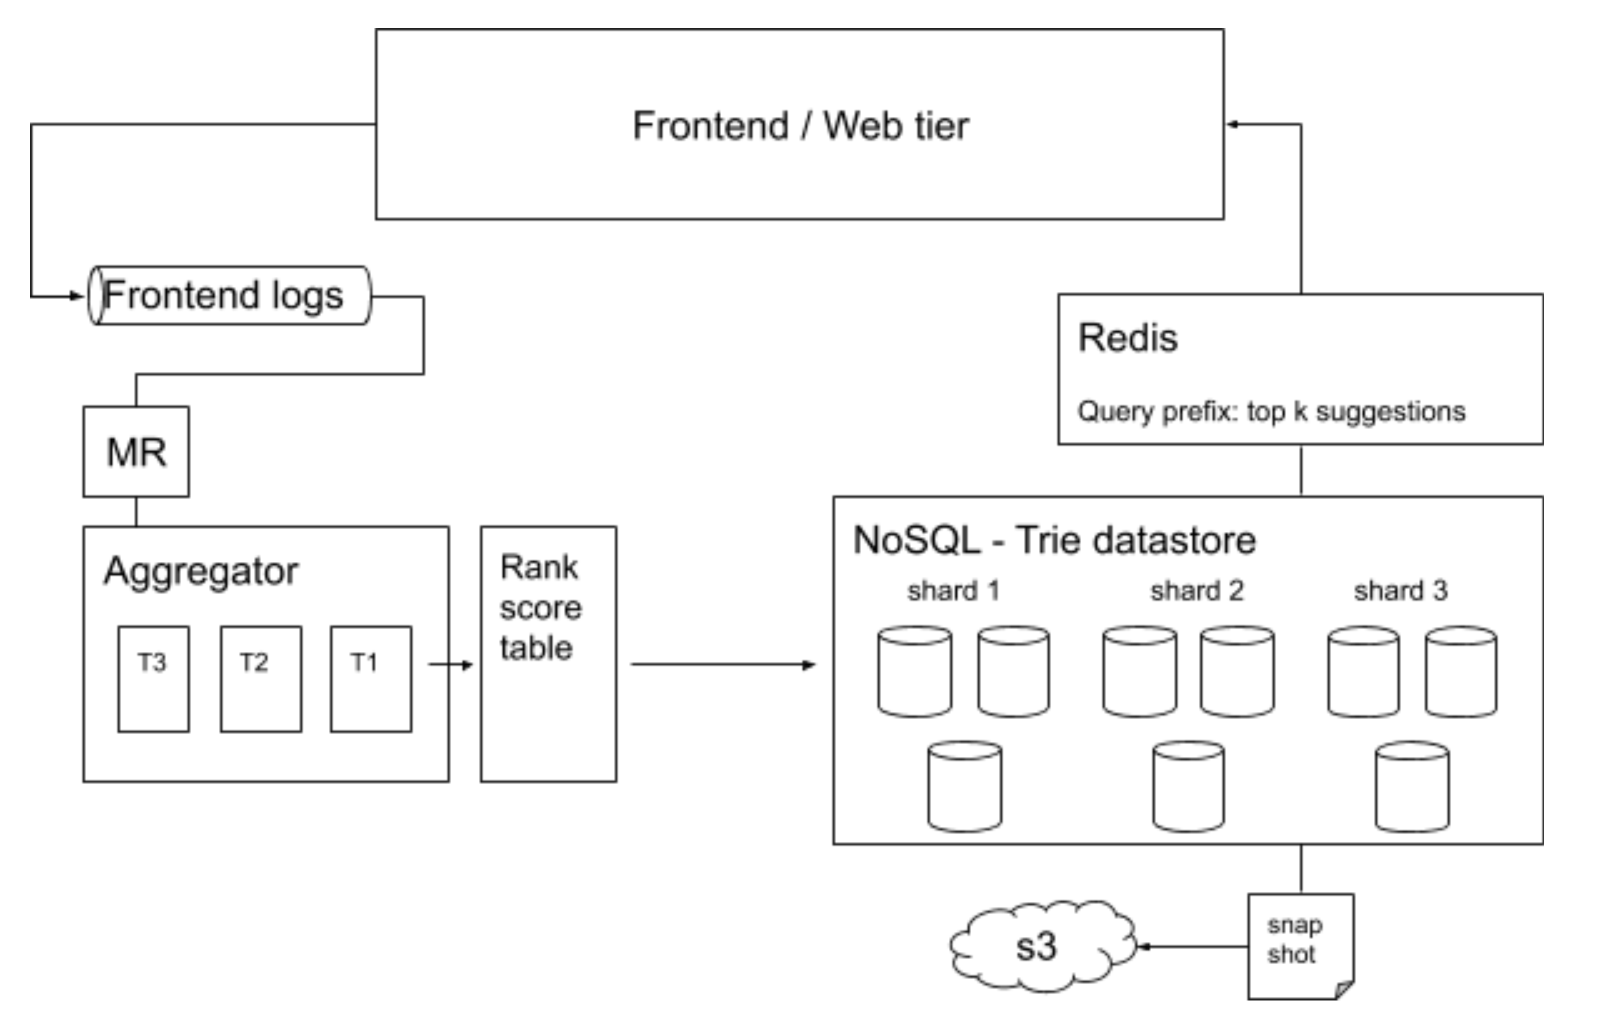 Frontend / Web tier
Frontend logs
MR
Aggregator
T3
T2
T1
Rank
score
table
Redis
Query prefix: top k suggestions
NoSQL - Trie datastore
shard 1
shard 2
shard 3
s3
snap
shot